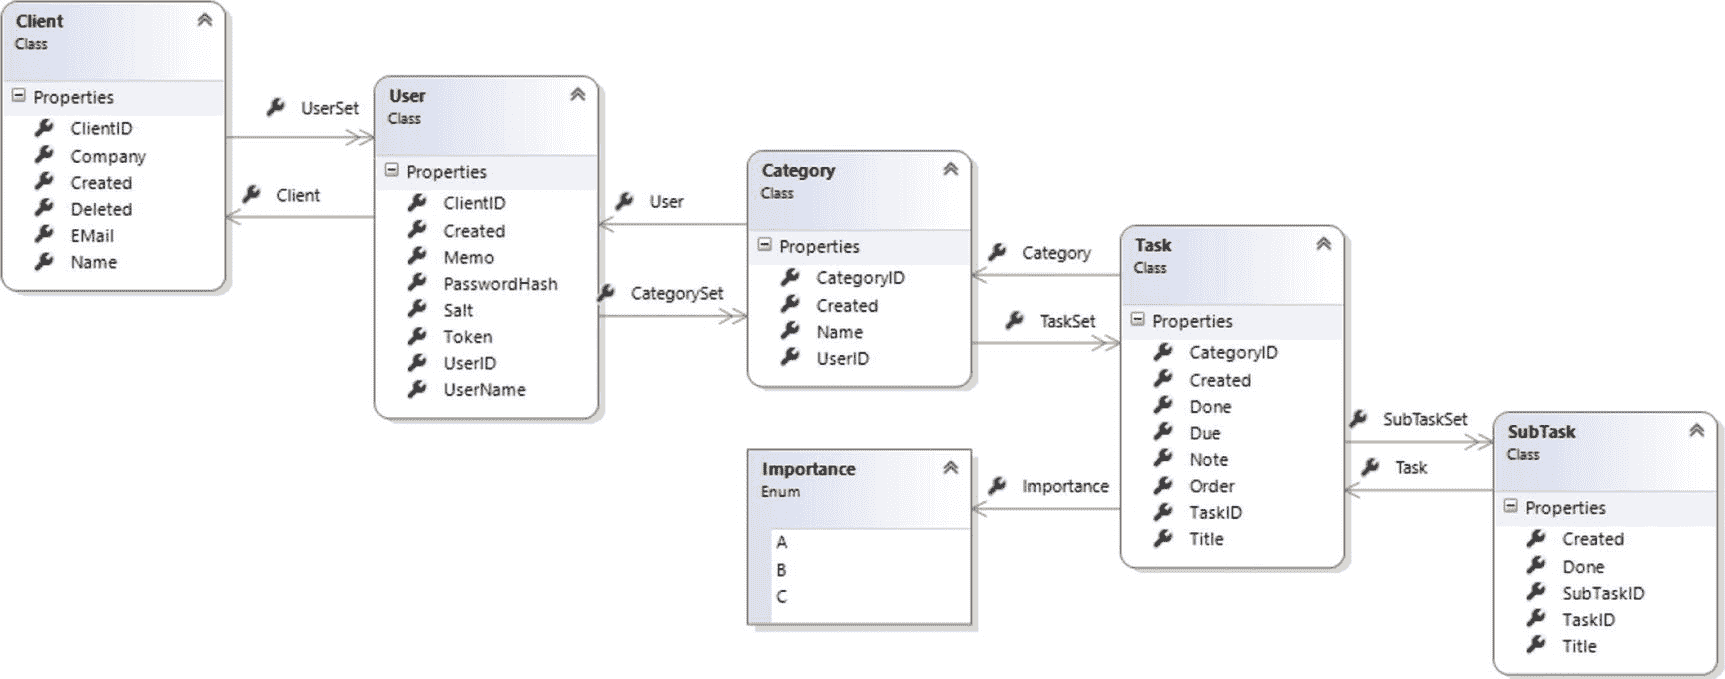 Client
Class
Properties
ClientID
Company
Created
Deleted
EMail
Name
UserSet
Client
User
Class
Properties
ClientID
Created
Memo
PasswordHash
Salt
Token
UserID
UserName
User
CategorySet
Category
Class
Properties
CategoryID
Created
Name
UserID
Category
TaskSet
Importance
Enum
A
B
C
Importance
Task
Class
Properties
CategoryID
Created
Done
Due
Note
Order
TaskID
Title
SubTaskSet
Task
SubTask
Class
Properties
Created
Done
SubTaskID
TaskID
Title